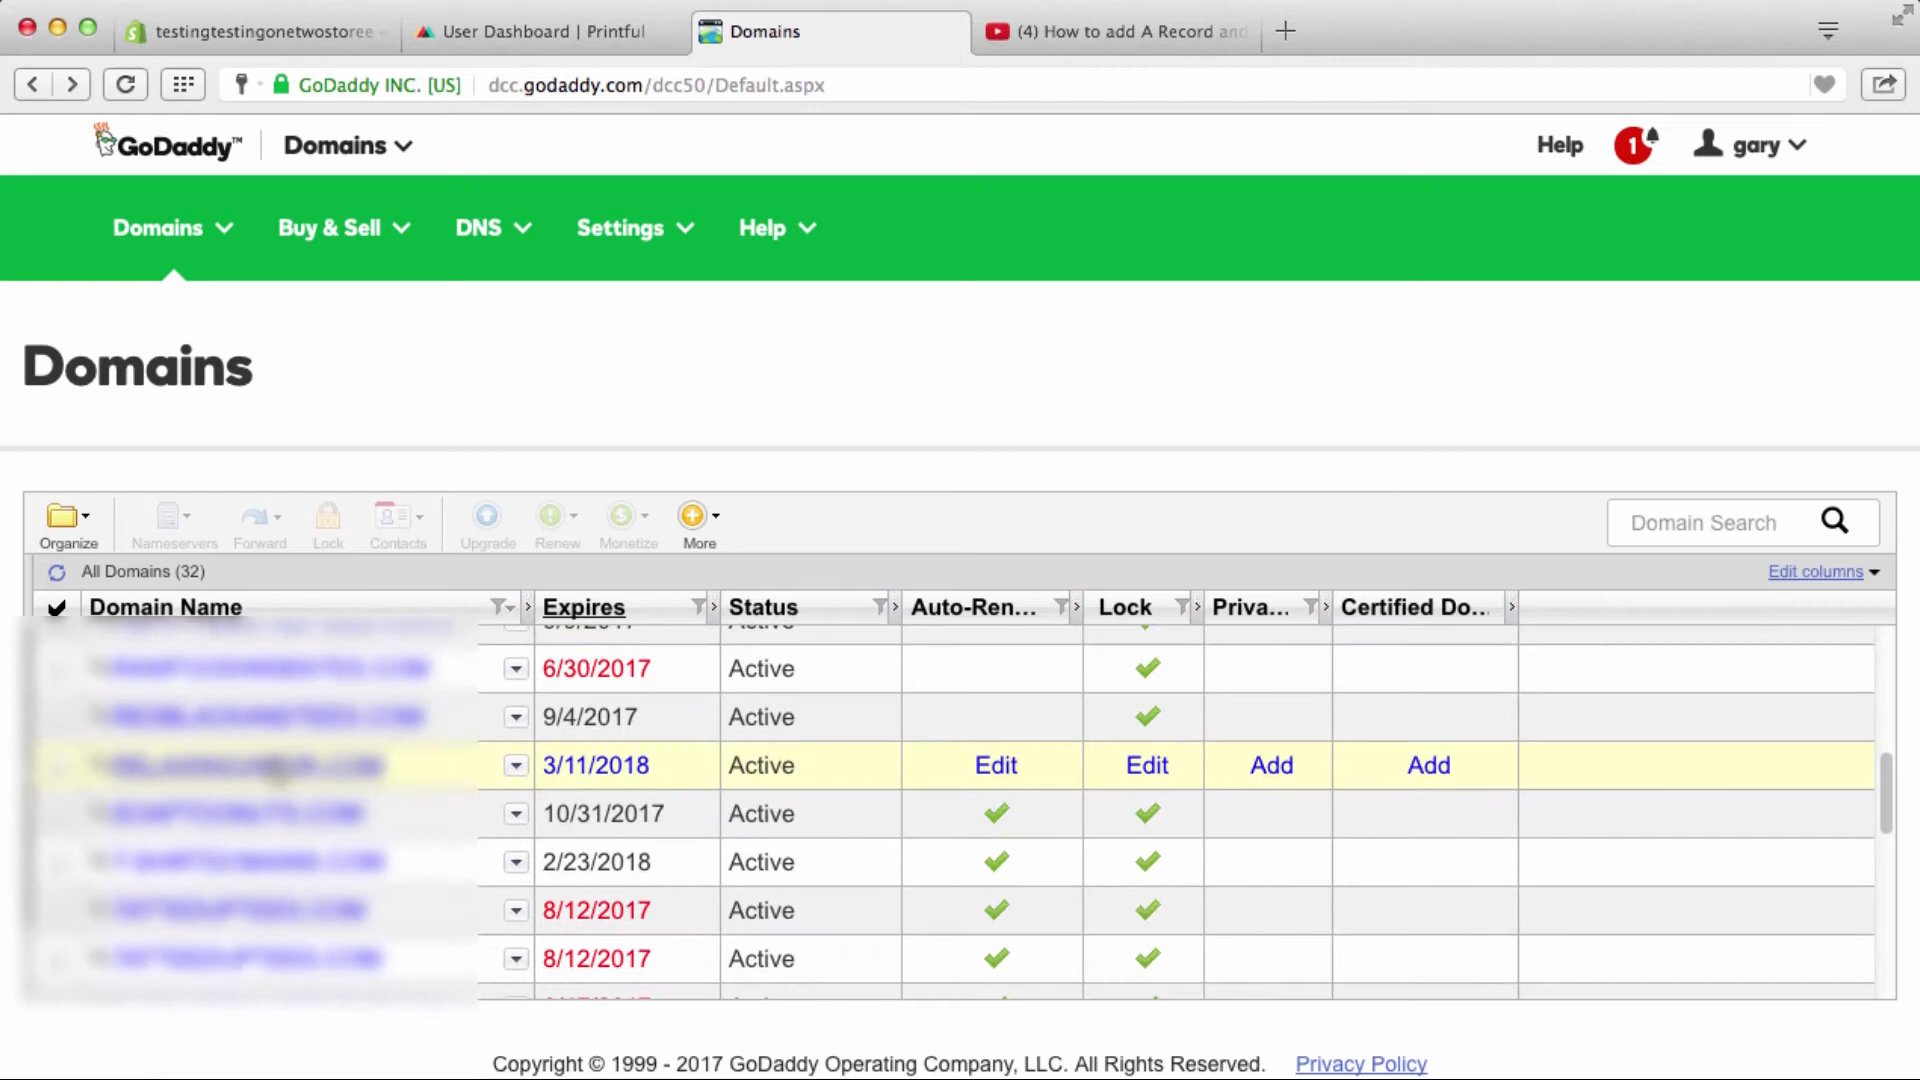 testingtestingonetwostoree
User Dashboard | Printful
Domains
(4) How to add A Record and
GoDaddy INC. [US]
dcc.godaddy.com/dcc50/Default.aspx
GoDaddy™
Domains
Help
1
gary
Domains
Buy & Sell
DNS
Settings
Help
Domains
Organize
Nameservers
Forward
Lock
Contacts
Upgrade
Renew
Monetize
More
Domain Search
All Domains (32)
Edit columns
Domain Name
Expires
Status
Auto-Ren...
Lock
Priva...
Certified Do...
6/30/2017
Active
9/4/2017
Active
3/11/2018
Active
Edit
Edit
Add
Add
10/31/2017
Active
2/23/2018
Active
8/12/2017
Active
8/12/2017
Active
Copyright © 1999 - 2017 GoDaddy Operating Company, LLC. All Rights Reserved.
Privacy Policy